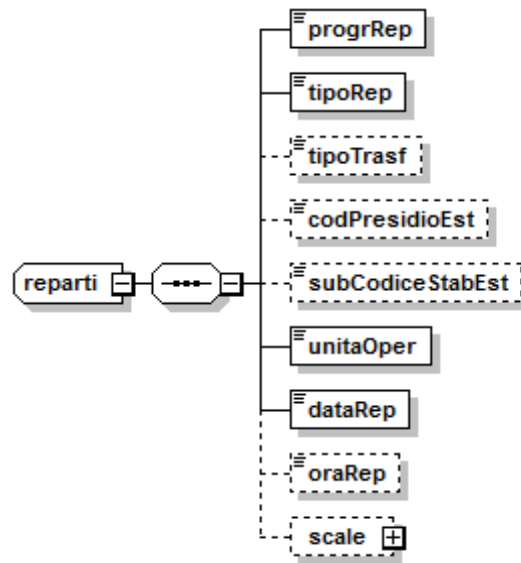 progrRep
tipoRep
tipoTrasf
codPresidioEst
reparti
subCodiceStabEst
unitaOper
dataRep
oraRep
scale